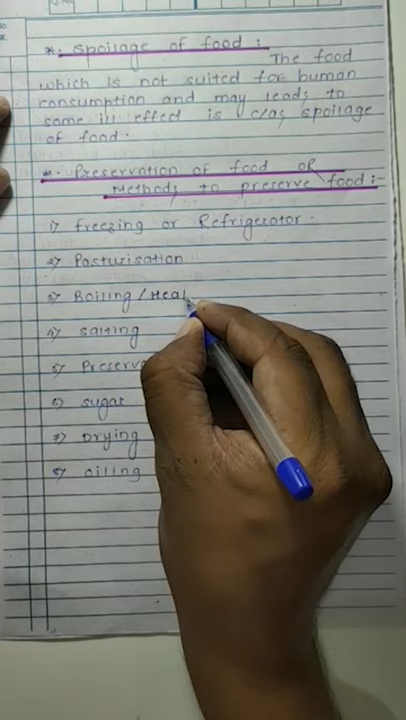 *. Spoilage of food :
The food
which is not suited for human
consumption and may leads to
some ill effect is c/as spoilage
of food.
*. Preservation of food OR
Methods to preserve food :-
1) freezing or Refrigerator.
2) Pasturisation
3) Boiling / Hea
4) salting
5) Preserv
6) sugar
7) Drying
8) oiling